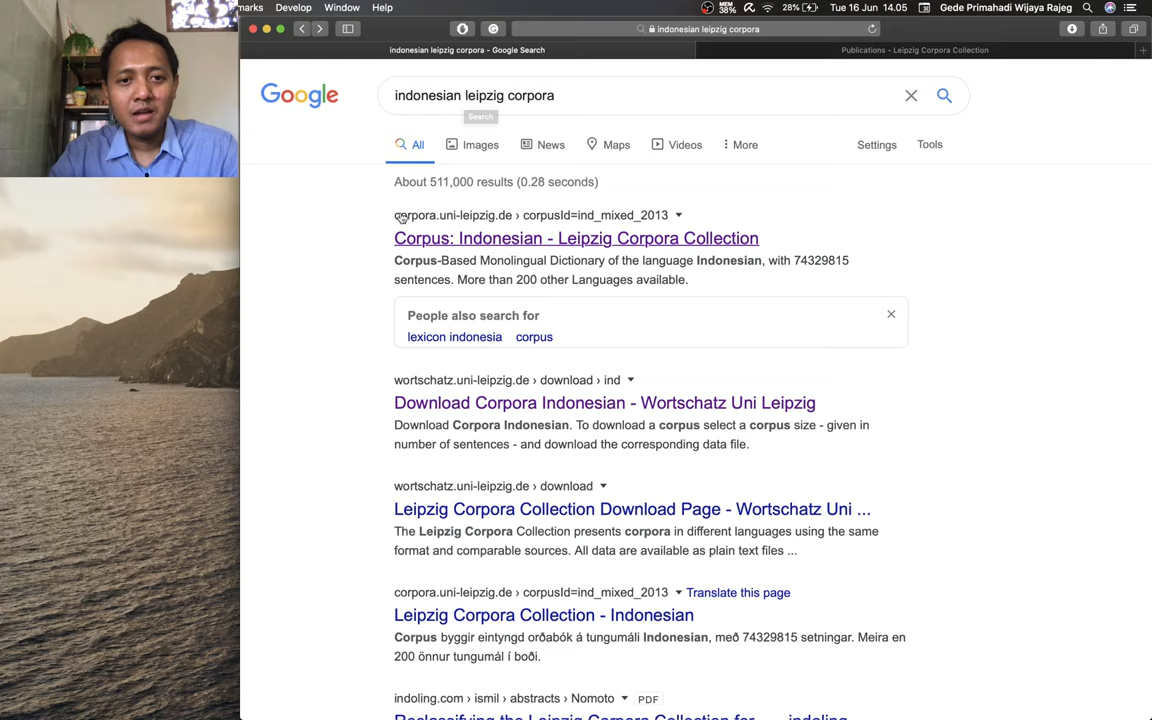 marks Develop Window Help MEM 38% 28% Tue 16 Jun 14.05 Gede Primahadi Wijaya Rajeg
indonesian leipzig corpora
indonesian leipzig corpora - Google Search Publications - Leipzig Corpora Collection
Google indonesian leipzig corpora
Search
All Images News Maps Videos More Settings Tools
About 511,000 results (0.28 seconds)
corpora.uni-leipzig.de › corpusId=ind_mixed_2013
Corpus: Indonesian - Leipzig Corpora Collection
Corpus-Based Monolingual Dictionary of the language Indonesian, with 74329815
sentences. More than 200 other Languages available.
People also search for
lexicon indonesia corpus
wortschatz.uni-leipzig.de › download › ind
Download Corpora Indonesian - Wortschatz Uni Leipzig
Download Corpora Indonesian. To download a corpus select a corpus size - given in
number of sentences - and download the corresponding data file.
wortschatz.uni-leipzig.de › download
Leipzig Corpora Collection Download Page - Wortschatz Uni ...
The Leipzig Corpora Collection presents corpora in different languages using the same
format and comparable sources. All data are available as plain text files ...
corpora.uni-leipzig.de › corpusId=ind_mixed_2013 Translate this page
Leipzig Corpora Collection - Indonesian
Corpus byggir eintyngd orðabók á tungumáli Indonesian, með 74329815 setningar. Meira en
200 önnur tungumál í boði.
indoling.com › ismil › abstracts › Nomoto PDF
Reclassifying the Leipzig Corpora Collection for ... - indoling